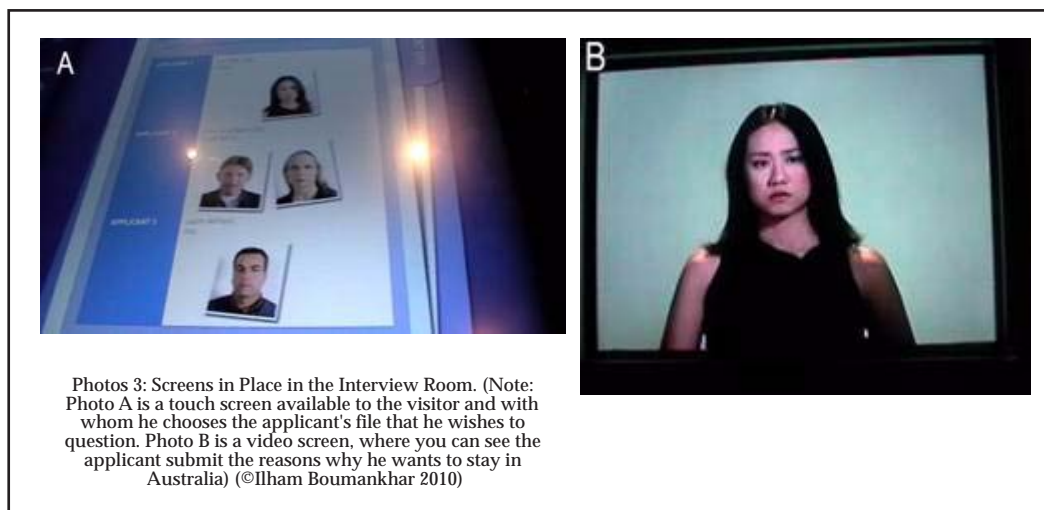 A
B
APPLICANT 3
Photos 3: Screens in Place in the Interview Room. (Note:
Photo A is a touch screen available to the visitor and with
whom he chooses the applicant's file that he wishes to
question. Photo B is a video screen, where you can see the
applicant submit the reasons why he wants to stay in
Australia) (©Ilham Boumankhar 2010)